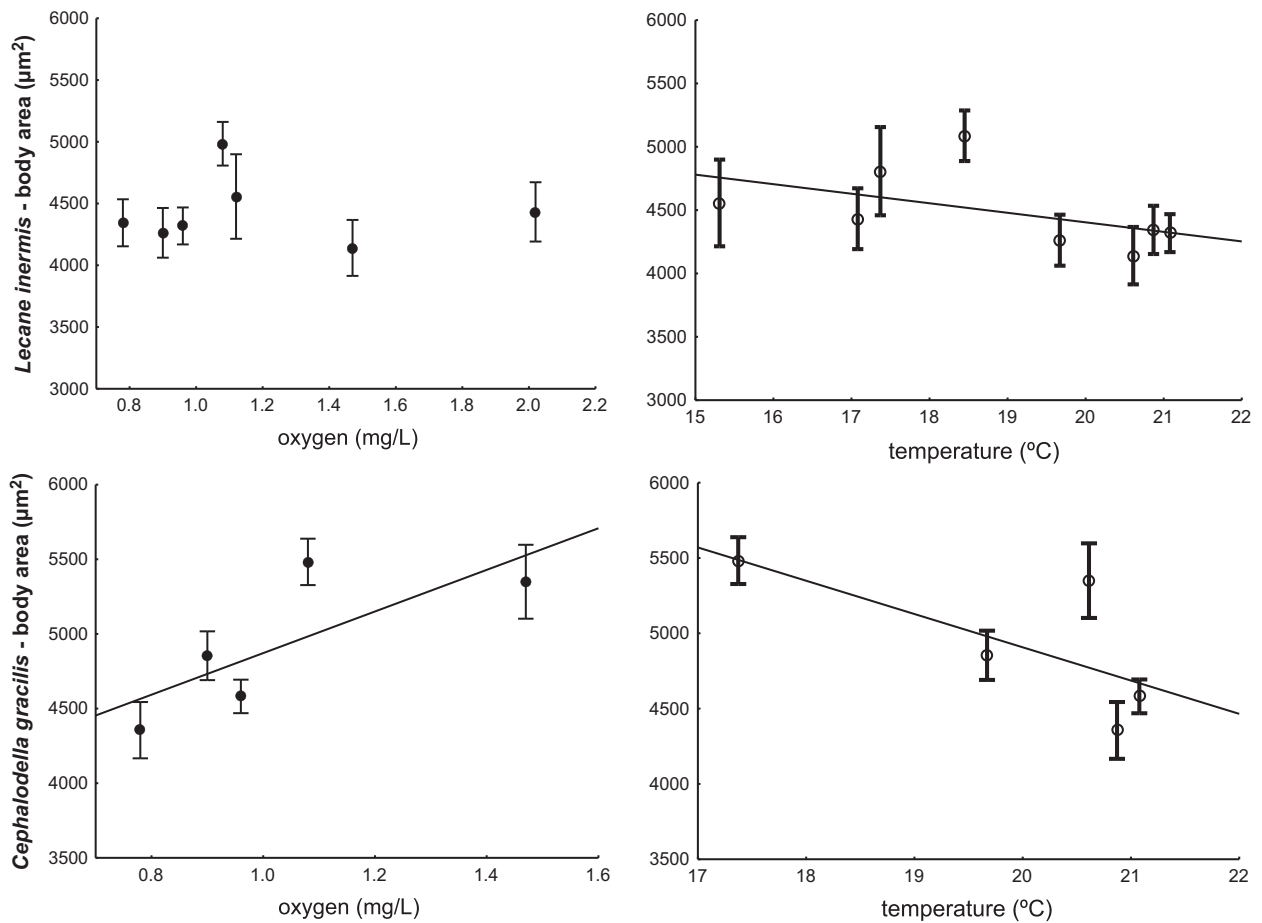 Lecane inermis - body area (µm²)
6000
5500
5000
4500
4000
3500
3000
0.8 1.0 1.2 1.4 1.6 1.8 2.0 2.2
oxygen (mg/L)
6000
5500
5000
4500
4000
3500
3000
15 16 17 18 19 20 21 22
temperature (ºC)
Cephalodella gracilis - body area (µm²)
6000
5500
5000
4500
4000
3500
0.8 1.0 1.2 1.4 1.6
oxygen (mg/L)
6000
5500
5000
4500
4000
3500
17 18 19 20 21 22
temperature (ºC)